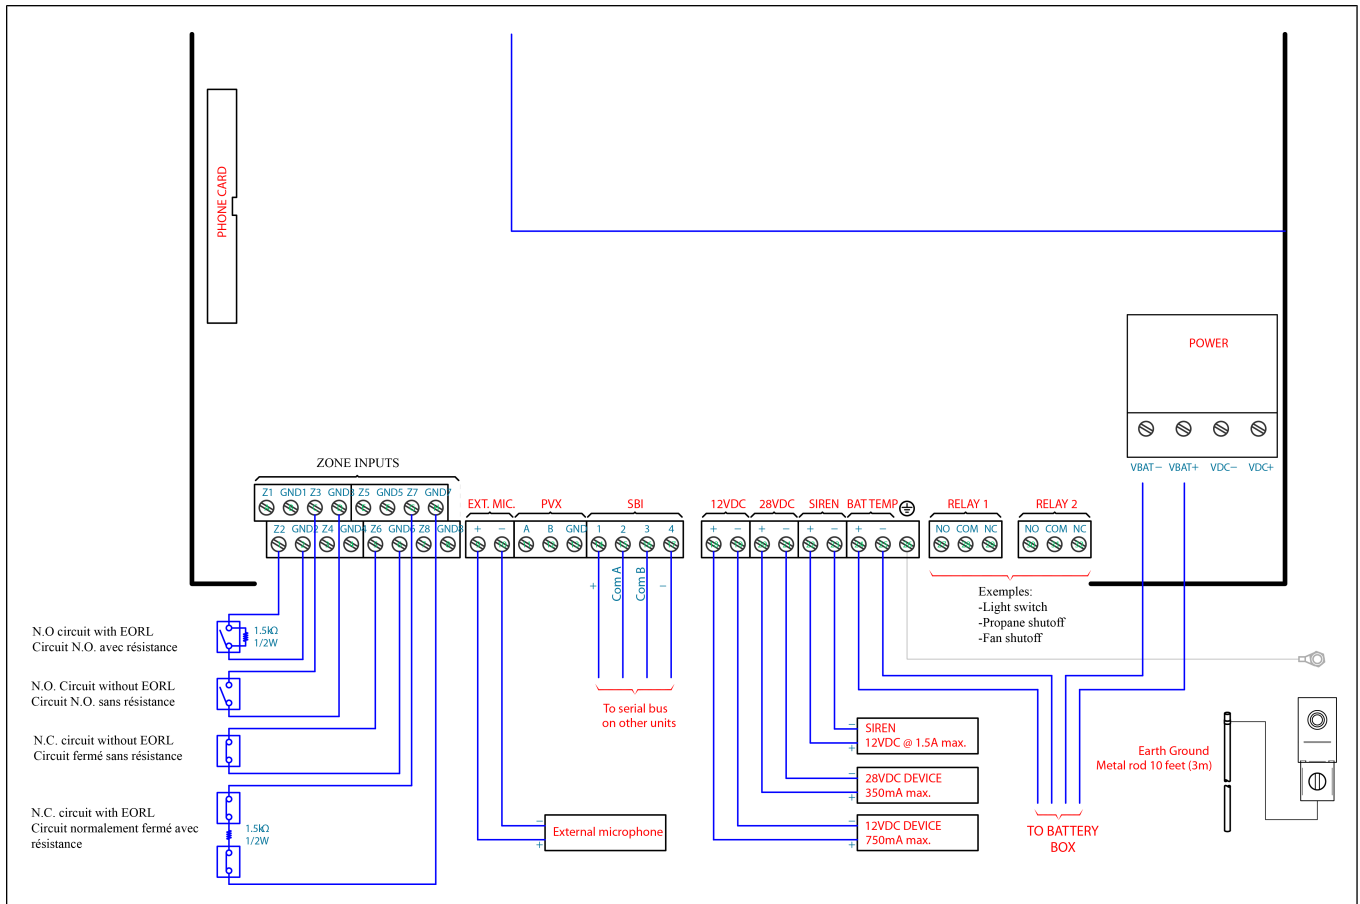 PHONE CARD
POWER
VBAT− VBAT+ VDC− VDC+
ZONE INPUTS
Z1 GND1 Z3 GND3 Z5 GND5 Z7 GND7
Z2 GND2 Z4 GND4 Z6 GND6 Z8 GND8
EXT. MIC. PVX SBI
+ − A B GND 1 2 3 4
12VDC 28VDC SIREN BAT TEMP
+ − + − + − + −
RELAY 1 RELAY 2
NO COM NC NO COM NC
+ Com A Com B −
To serial bus
on other units
Exemples:
-Light switch
-Propane shutoff
-Fan shutoff
N.O circuit with EORL
Circuit N.O. avec résistance
1.5kΩ
1/2W
N.O. Circuit without EORL
Circuit N.O. sans résistance
N.C. circuit without EORL
Circuit fermé sans résistance
N.C. circuit with EORL
Circuit normalement fermé avec
résistance
1.5kΩ
1/2W
−
+
External microphone
−
+
SIREN
12VDC @ 1.5A max.
−
+
28VDC DEVICE
350mA max.
−
+
12VDC DEVICE
750mA max.
TO BATTERY
BOX
Earth Ground
Metal rod 10 feet (3m)